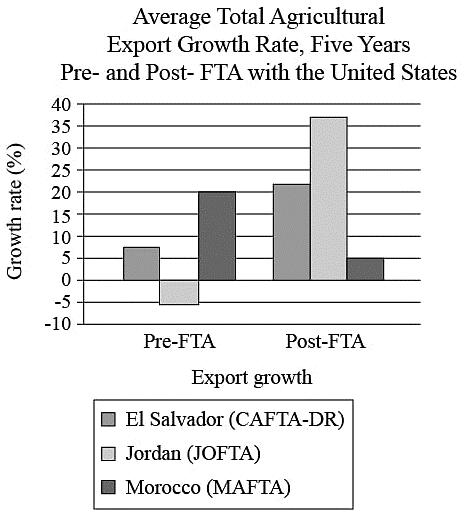 Average Total Agricultural
Export Growth Rate, Five Years
Pre- and Post- FTA with the United States
Growth rate (%)
40
35
30
25
20
15
10
5
0
-5
-10
Pre-FTA Post-FTA
Export growth
El Salvador (CAFTA-DR)
Jordan (JOFTA)
Morocco (MAFTA)